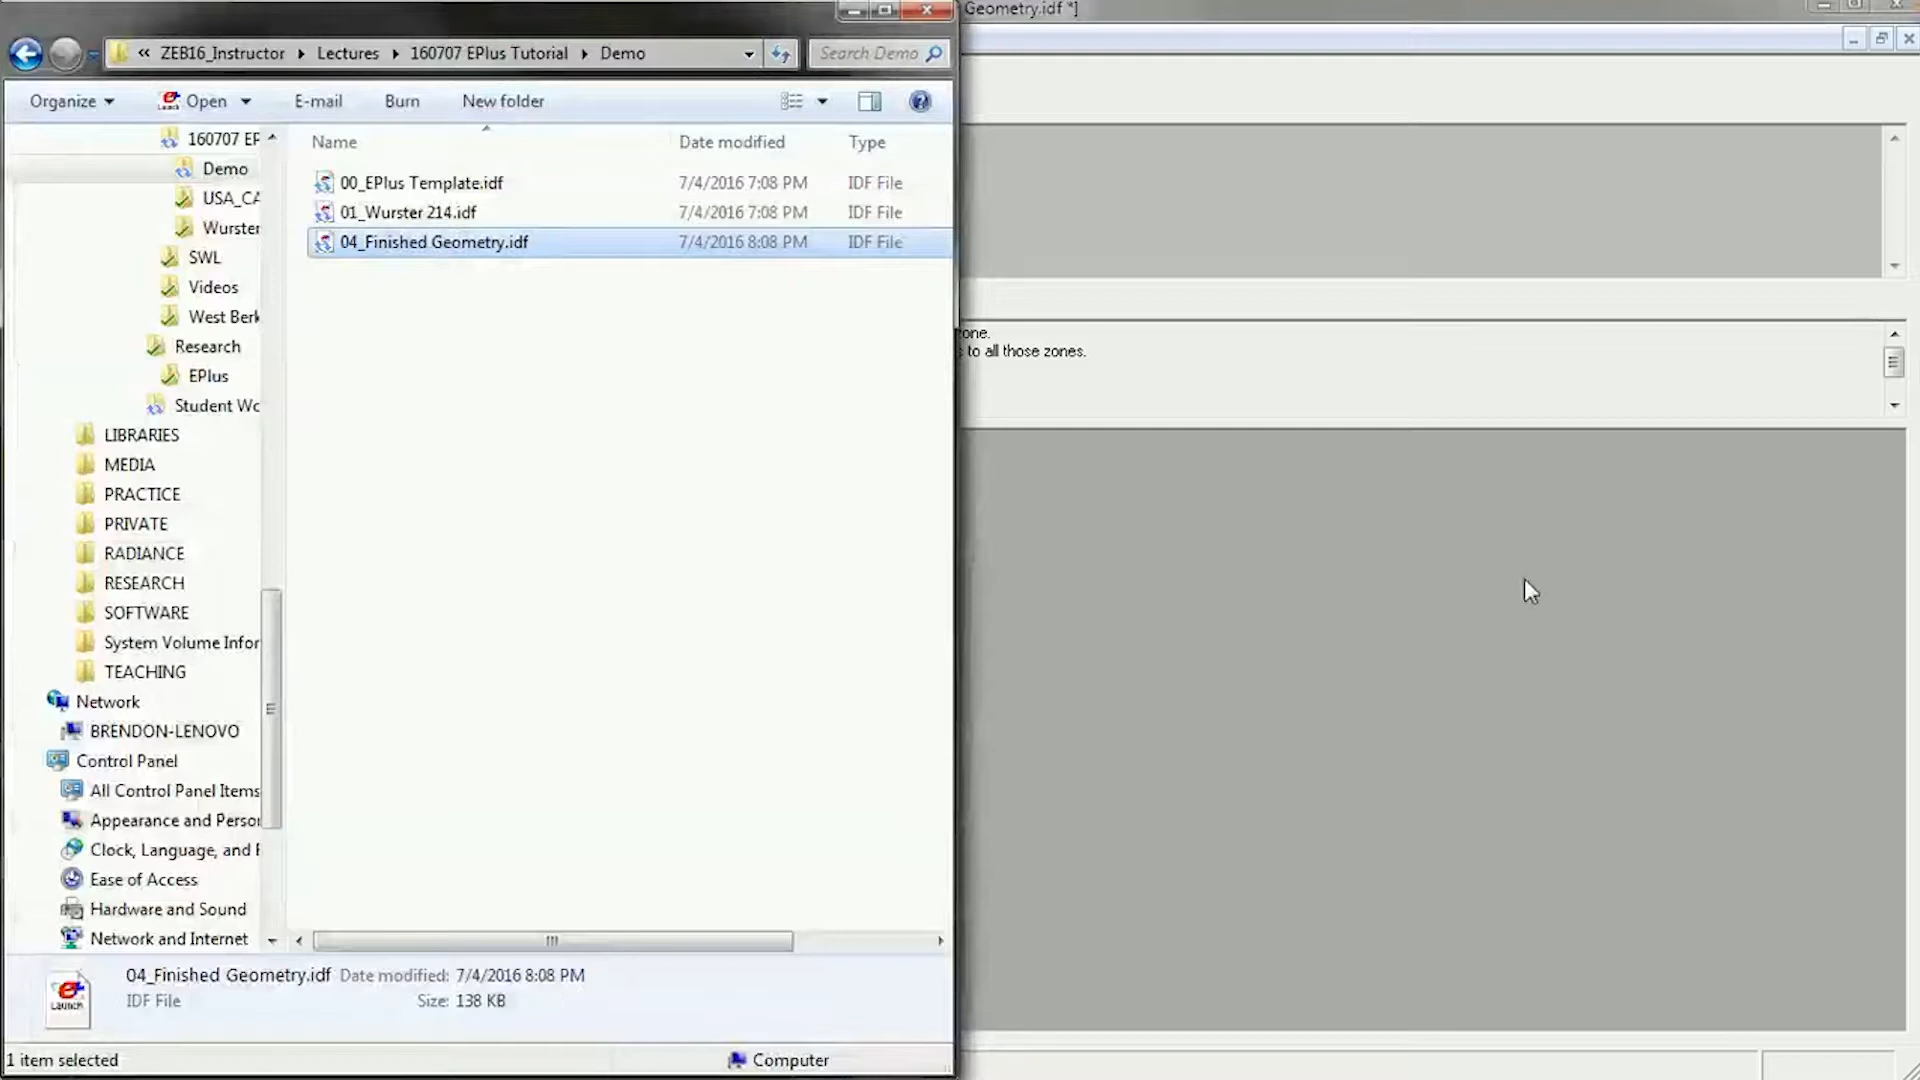 Geometry.idf *]
« ZEB16_Instructor Lectures 160707 EPlus Tutorial Demo
Search Demo
Organize Open E-mail Burn New folder
Name Date modified Type
00_EPlus Template.idf 7/4/2016 7:08 PM IDF File
01_Wurster 214.idf 7/4/2016 7:08 PM IDF File
04_Finished Geometry.idf 7/4/2016 8:08 PM IDF File
160707 EF
Demo
USA_CA
Wurster
SWL
Videos
West Berk
Research
EPlus
Student Wo
LIBRARIES
MEDIA
PRACTICE
PRIVATE
RADIANCE
RESEARCH
SOFTWARE
System Volume Infor
TEACHING
Network
BRENDON-LENOVO
Control Panel
All Control Panel Items
Appearance and Perso
Clock, Language, and
Ease of Access
Hardware and Sound
Network and Internet
zone.
to all those zones.
04_Finished Geometry.idf Date modified: 7/4/2016 8:08 PM
IDF File Size: 138 KB
Launch
1 item selected
Computer